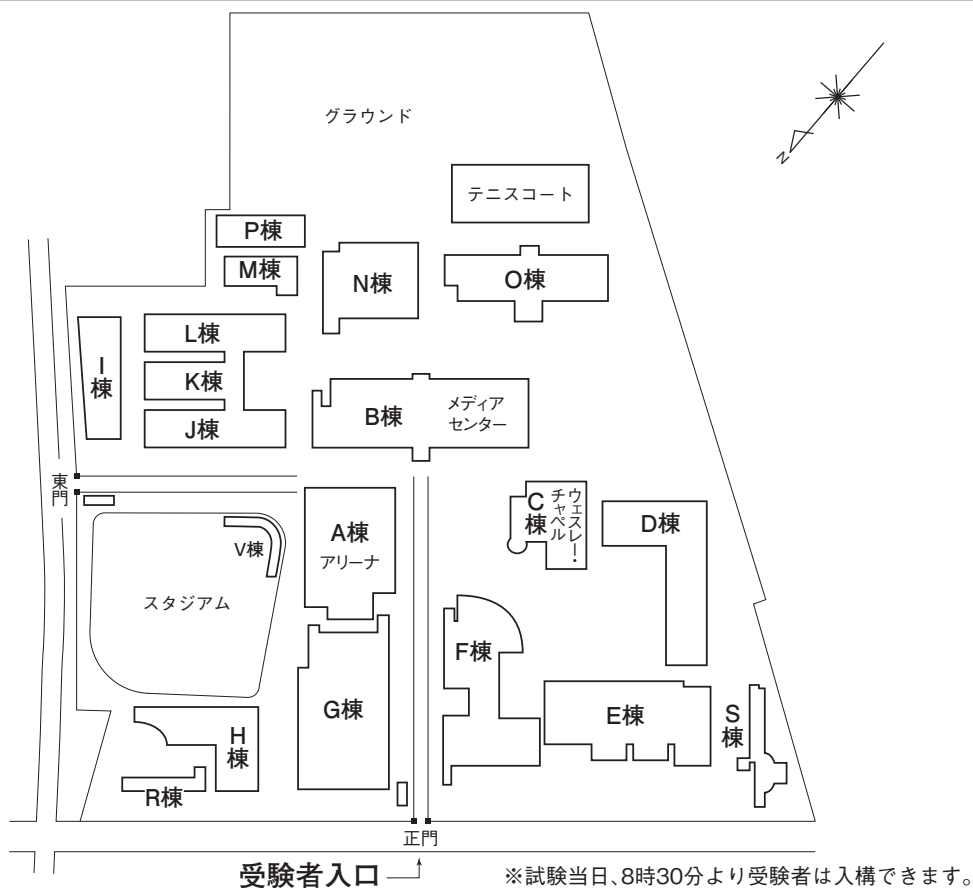 グラウンド
N
テニスコート
P棟
M棟
N棟
O棟
L棟
I棟
K棟
J棟
B棟
メディア
センター
東門
C棟
ウェスレー・
チャペル
D棟
A棟
アリーナ
V棟
スタジアム
F棟
G棟
E棟
S棟
H棟
R棟
正門
受験者入口
※試験当日、8時30分より受験者は入構できます。